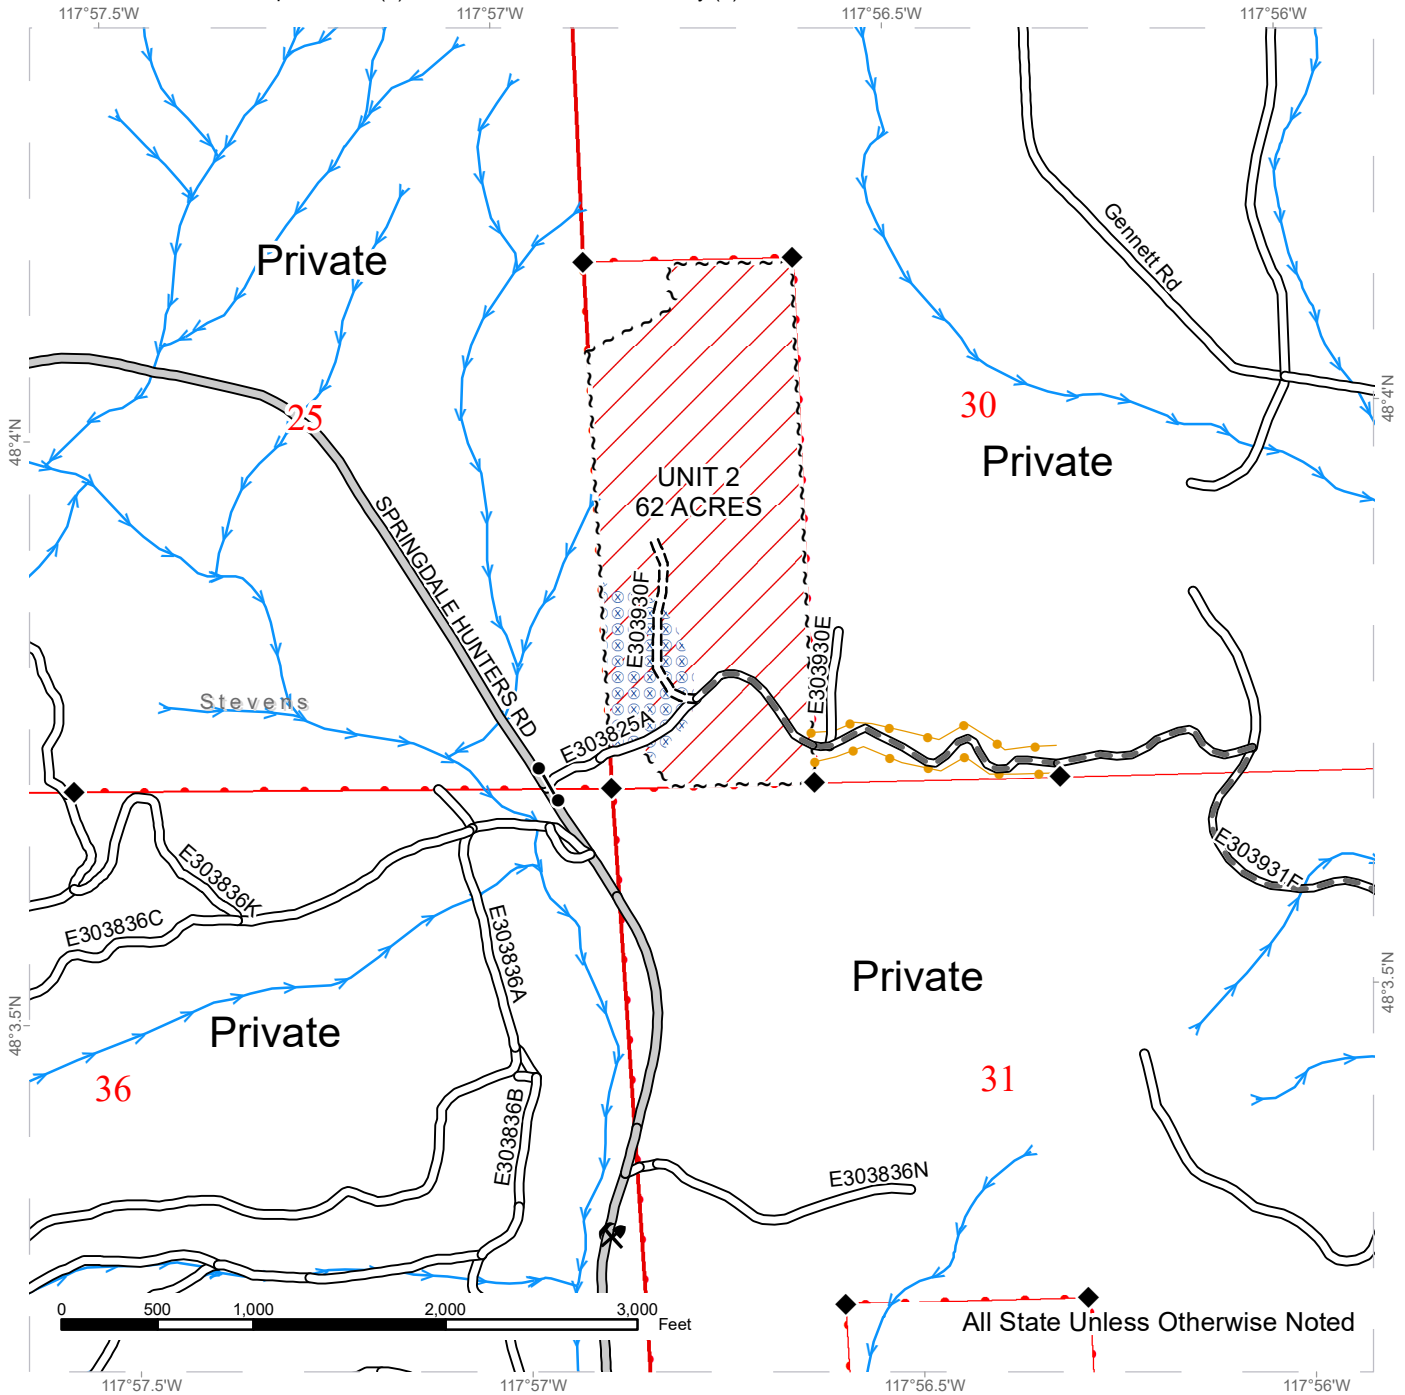 117°57.5'W
117°57'W
117°56.5'W
117°56'W
Private
Gennett Rd
25
30
48°4'N
48°4'N
Private
UNIT 2
62 ACRES
SPRINGDALE HUNTERS RD
E303930F
E303930E
Stevens
E303825A
E303836K
E303931F
E303836C
E303836A
Private
48°3.5'N
48°3.5'N
Private
36
31
E303836B
E303836N
0
500
1,000
2,000
3,000
Feet
All State Unless Otherwise Noted
117°57.5'W
117°57'W
117°56.5'W
117°56'W